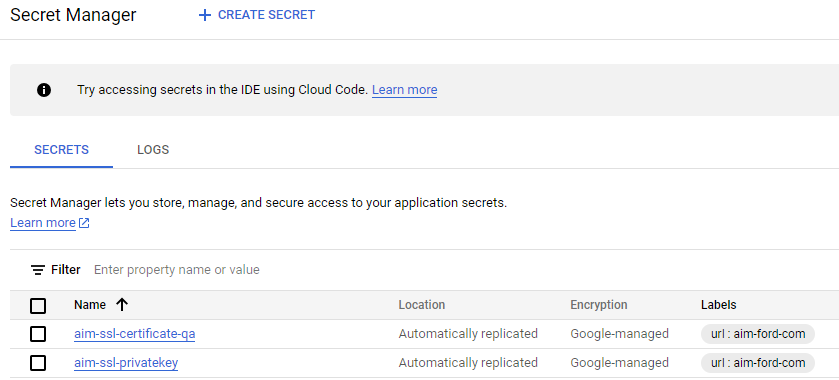 Secret Manager + CREATE SECRET
Try accessing secrets in the IDE using Cloud Code. Learn more
SECRETS LOGS
Secret Manager lets you store, manage, and secure access to your application secrets.
Learn more
Filter Enter property name or value
Name ↑ Location Encryption Labels
aim-ssl-certificate-qa Automatically replicated Google-managed url : aim-ford-com
aim-ssl-privatekey Automatically replicated Google-managed url : aim-ford-com